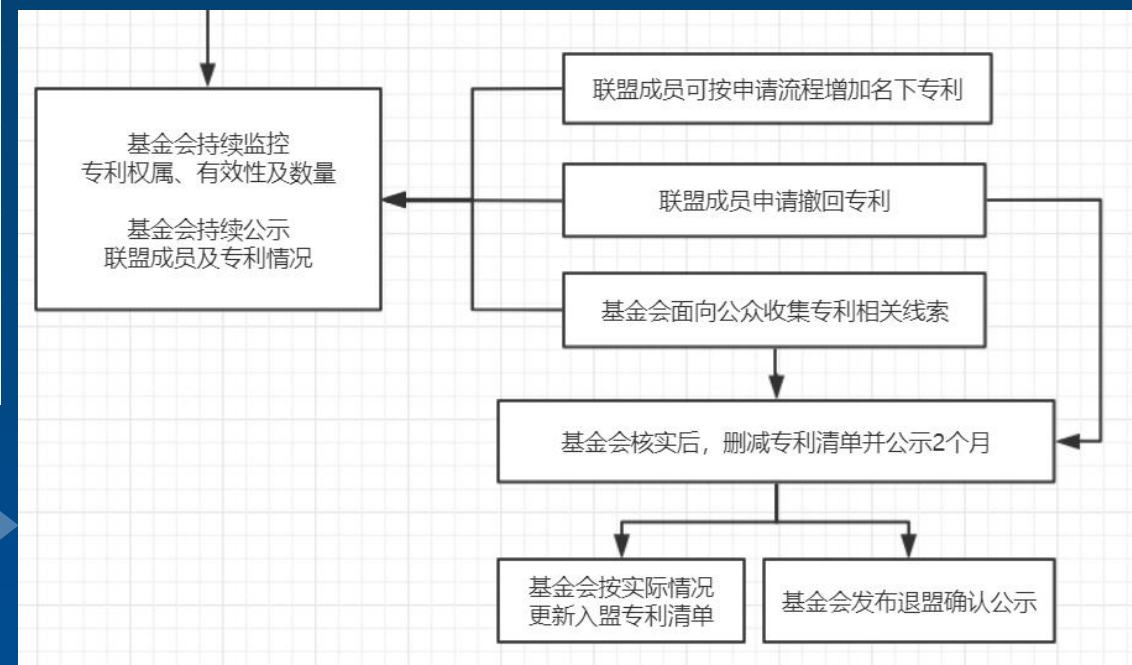 联盟成员可按申请流程增加名下专利
基金会持续监控
专利权属、有效性及数量
基金会持续公示
联盟成员及专利情况
联盟成员申请撤回专利
基金会面向公众收集专利相关线索
基金会核实后，删减专利清单并公示2个月
基金会按实际情况
更新入盟专利清单
基金会发布退盟确认公示